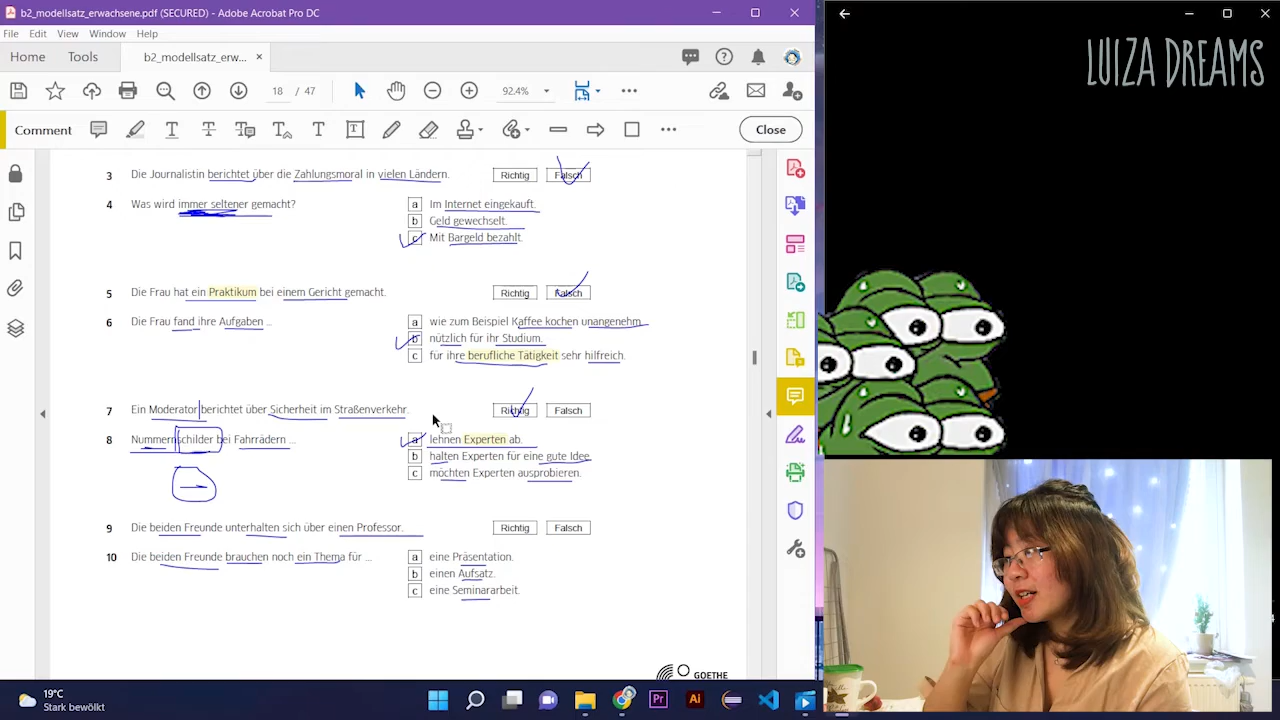 b2_modellsatz_erwachsene.pdf (SECURED) - Adobe Acrobat Pro DC
File Edit View Window Help
Home Tools b2_modellsatz_erw...
18 / 47 92.4%
Comment Close
LUIZA DREAMS
3 Die Journalistin berichtet über die Zahlungsmoral in vielen Ländern. Richtig Falsch
4 Was wird immer seltener gemacht? a Im Internet eingekauft.
b Geld gewechselt.
c Mit Bargeld bezahlt.
5 Die Frau hat ein Praktikum bei einem Gericht gemacht. Richtig Falsch
6 Die Frau fand ihre Aufgaben ... a wie zum Beispiel Kaffee kochen unangenehm.
b nützlich für ihr Studium.
c für ihre berufliche Tätigkeit sehr hilfreich.
7 Ein Moderator berichtet über Sicherheit im Straßenverkehr. Richtig Falsch
8 Nummernschilder bei Fahrrädern ... a lehnen Experten ab.
b halten Experten für eine gute Idee.
c möchten Experten ausprobieren.
9 Die beiden Freunde unterhalten sich über einen Professor. Richtig Falsch
10 Die beiden Freunde brauchen noch ein Thema für ... a eine Präsentation.
b einen Aufsatz.
c eine Seminararbeit.
GOETHE
19°C
Stark bewölkt
Pr Ai